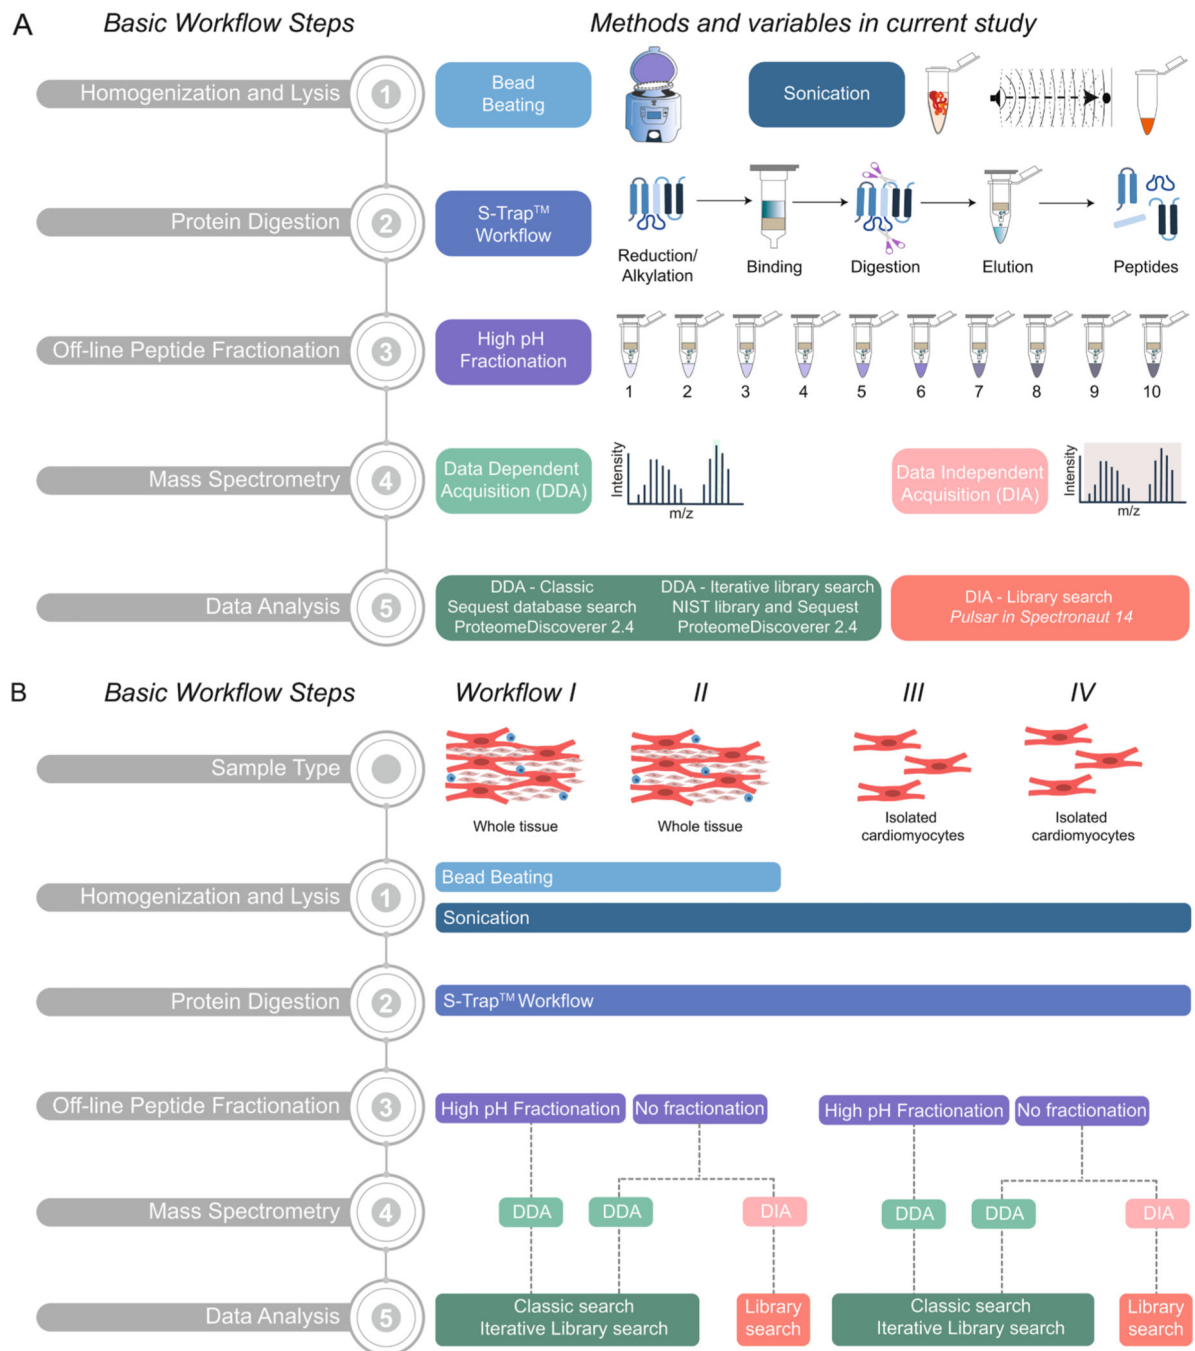 A
Basic Workflow Steps
Methods and variables in current study
Homogenization and Lysis
1
Bead
Beating
Sonication
Protein Digestion
2
S-Trap™
Workflow
Reduction/
Alkylation
Binding
Digestion
Elution
Peptides
Off-line Peptide Fractionation
3
High pH
Fractionation
1 2 3 4 5 6 7 8 9 10
Mass Spectrometry
4
Data Dependent
Acquisition (DDA)
Intensity
m/z
Data Independent
Acquisition (DIA)
Intensity
m/z
Data Analysis
5
DDA - Classic
Sequest database search
ProteomeDiscoverer 2.4
DDA - Iterative library search
NIST library and Sequest
ProteomeDiscoverer 2.4
DIA - Library search
Pulsar in Spectronaut 14
B
Basic Workflow Steps
Workflow I
II
III
IV
Sample Type
Whole tissue
Whole tissue
Isolated
cardiomyocytes
Isolated
cardiomyocytes
Homogenization and Lysis
1
Bead Beating
Sonication
Protein Digestion
2
S-Trap™ Workflow
Off-line Peptide Fractionation
3
High pH Fractionation
No fractionation
High pH Fractionation
No fractionation
Mass Spectrometry
4
DDA
DDA
DIA
DDA
DDA
DIA
Data Analysis
5
Classic search
Iterative Library search
Library
search
Classic search
Iterative Library search
Library
search